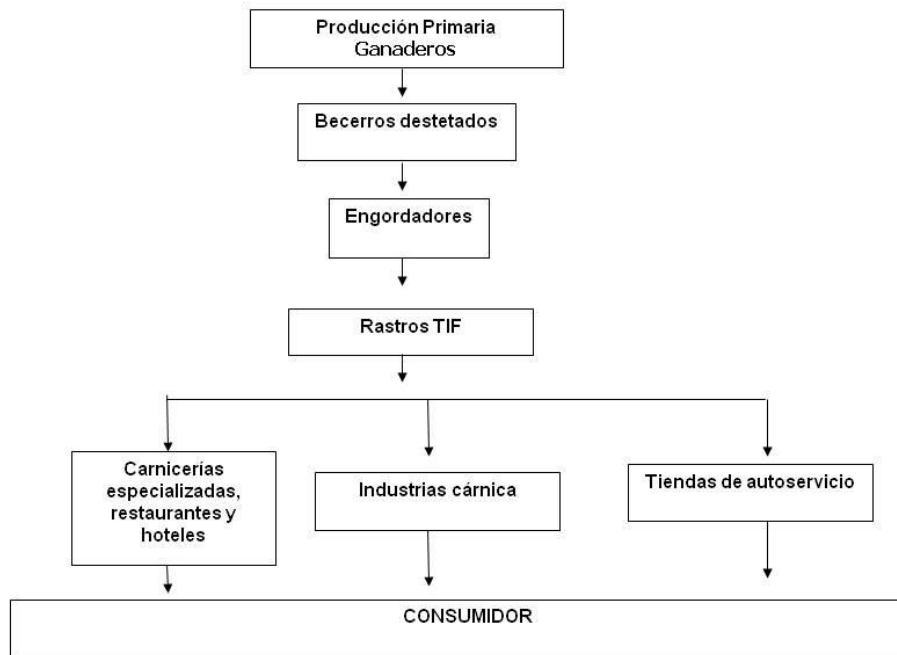 Producción Primaria
Ganaderos
Becerros destetados
Engordadores
Rastros TIF
Carnicerías
especializadas,
restaurantes y
hoteles
Industrias cárnica
Tiendas de autoservicio
CONSUMIDOR